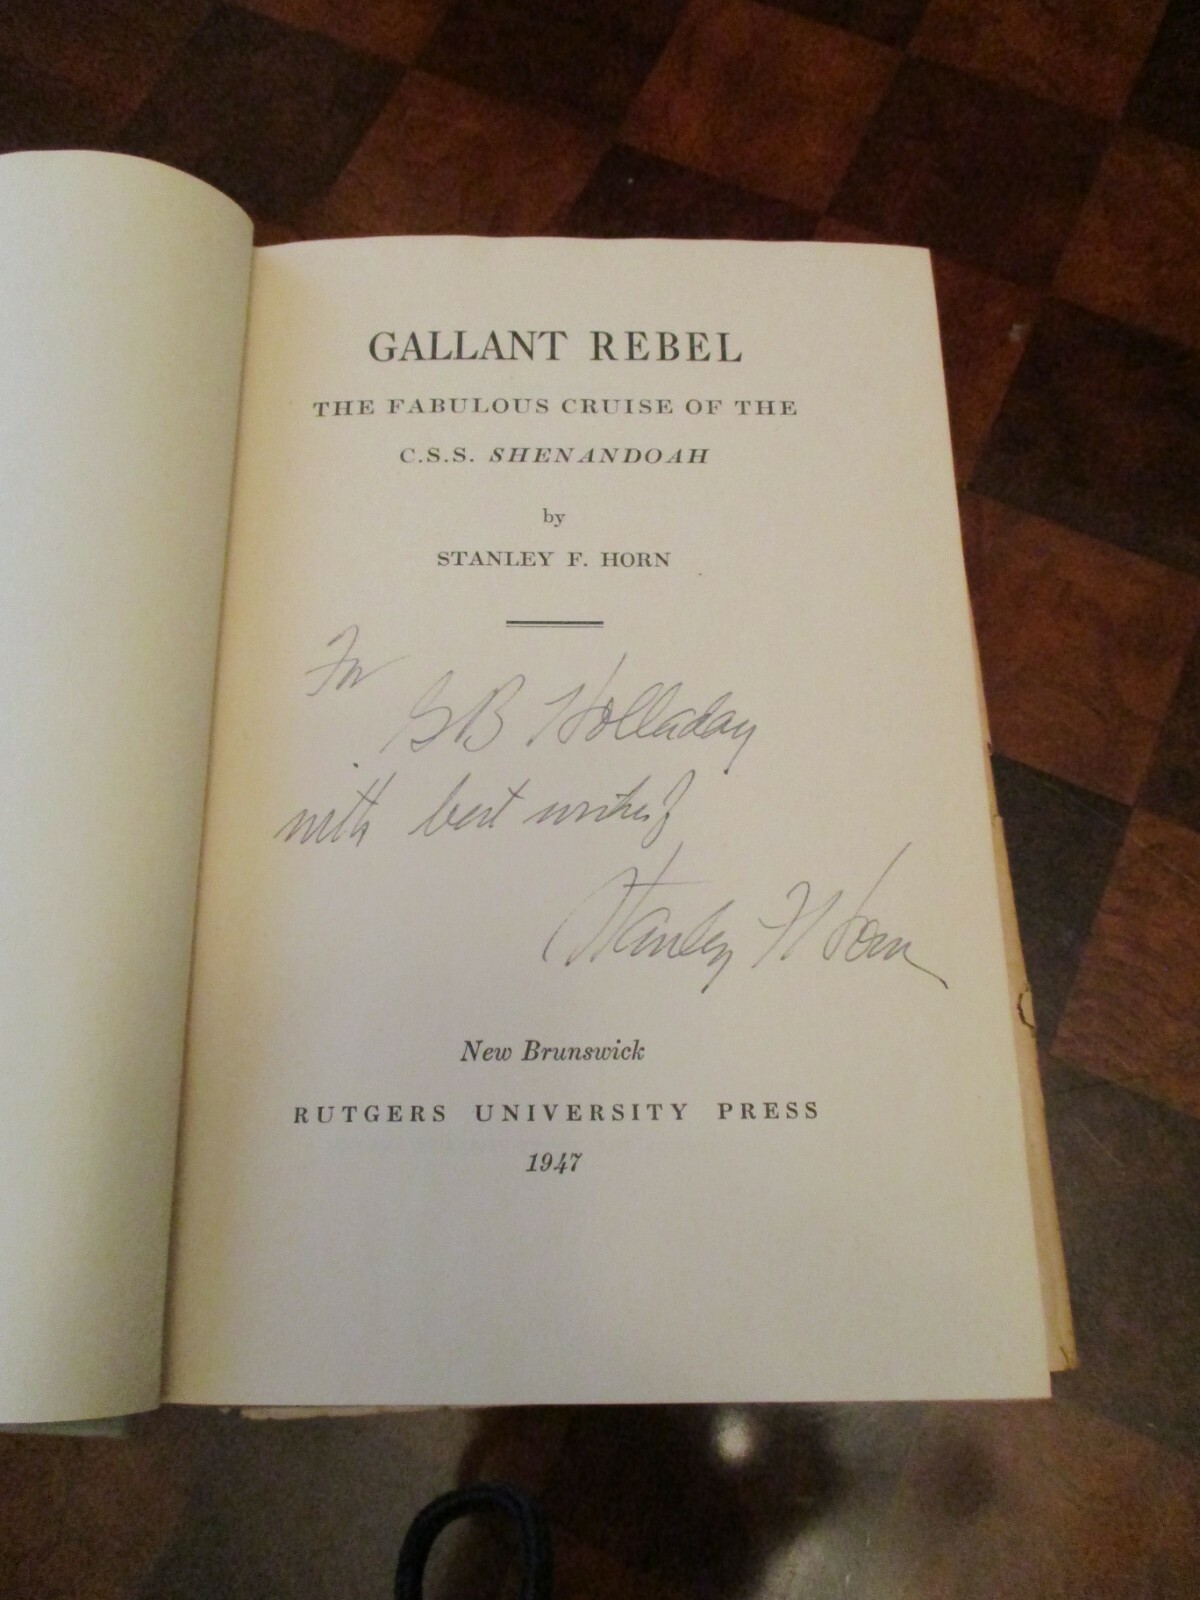 GALLANT REBEL
THE FABULOUS CRUISE OF THE
C.S.S. SHENANDOAH
by
STANLEY F. HORN
For
GB Holladay
with best wishes
Stanley F Horn
New Brunswick
RUTGERS UNIVERSITY PRESS
1947